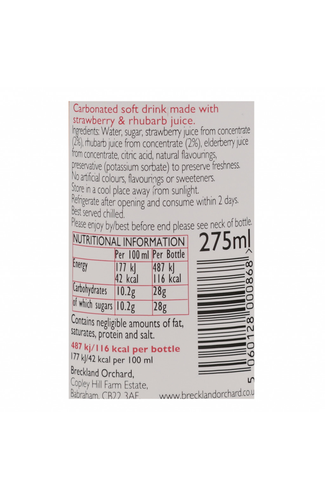 Carbonated soft drink made with
strawberry & rhubarb juice.
Ingredients: Water, sugar, strawberry juice from concentrate
(2%), rhubarb juice from concentrate (2%), elderberry juice
from concentrate, citric acid, natural flavourings,
preservative (potassium sorbate) to preserve freshness.
No artificial colours, flavourings or sweeteners.
Store in a cool place away from sunlight.
Refrigerate after opening and consume within 2 days.
Best served chilled.
Please enjoy by/best before end please see neck of bottle.
NUTRITIONAL INFORMATION
Per 100 ml Per Bottle
Energy 177 kJ 487 kJ
42 kcal 116 kcal
Carbohydrates 10.2g 28g
of which sugars 10.2g 28g
Contains negligible amounts of fat,
saturates, protein and salt.
487 kj/116 kcal per bottle
177 kJ/42 kcal per 100 ml
Breckland Orchard,
Copley Hill Farm Estate,
Babraham, CB22 3AF
275ml
5060128000868
www.brecklandorchard.co.u